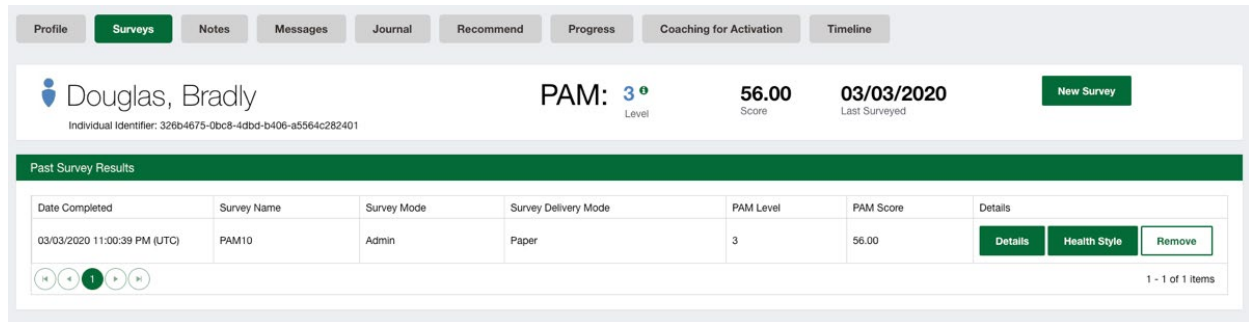 Profile Surveys Notes Messages Journal Recommend Progress Coaching for Activation Timeline
Douglas, Bradly
Individual Identifier: 326b4675-0bc8-4dbd-b406-a5564c282401
PAM: 3 Level
56.00 Score
03/03/2020 Last Surveyed
New Survey
Past Survey Results
Date Completed Survey Name Survey Mode Survey Delivery Mode PAM Level PAM Score Details
03/03/2020 11:00:39 PM (UTC) PAM10 Admin Paper 3 56.00 Details Health Style Remove
1 1 - 1 of 1 items